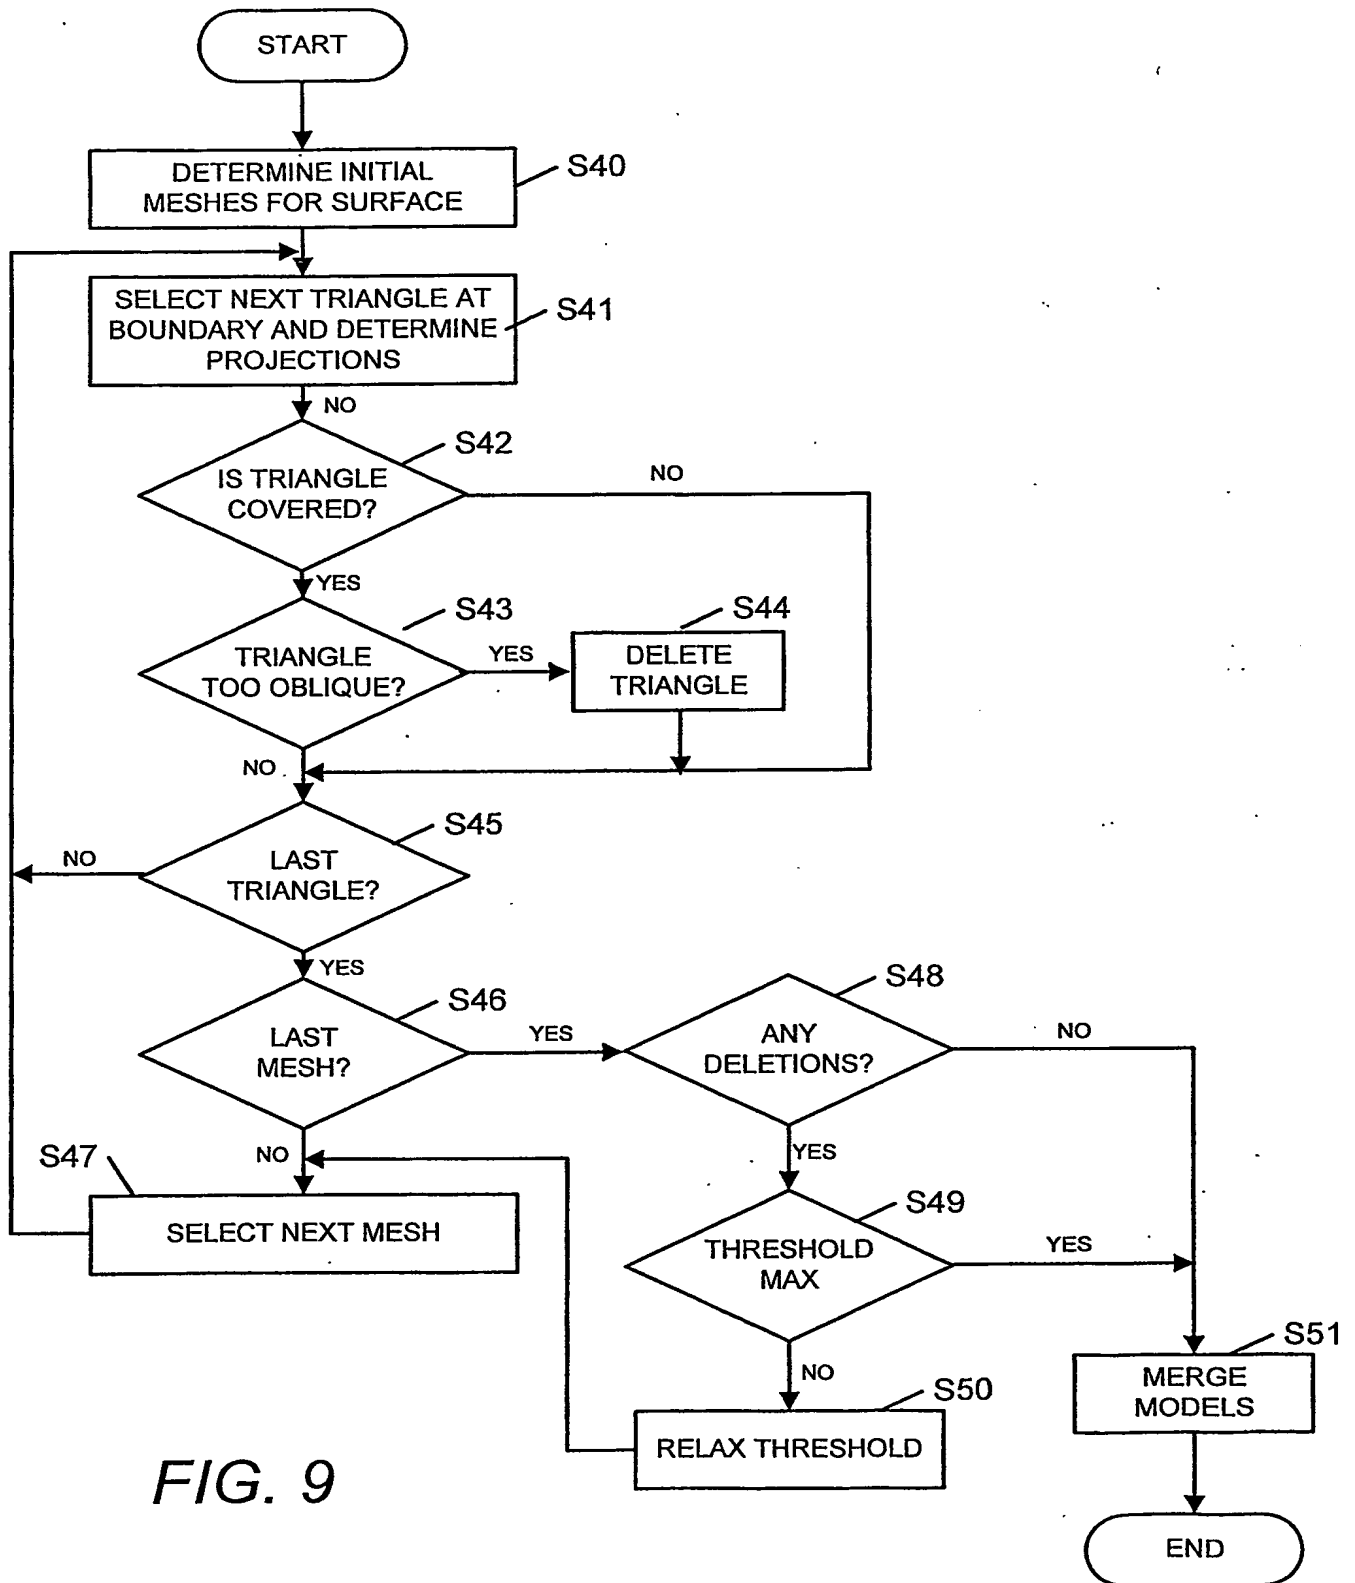 START
DETERMINE INITIAL
MESHES FOR SURFACE
S40
SELECT NEXT TRIANGLE AT
BOUNDARY AND DETERMINE
PROJECTIONS
S41
NO
IS TRIANGLE
COVERED?
S42
NO
YES
TRIANGLE
TOO OBLIQUE?
S43
YES
DELETE
TRIANGLE
S44
NO
LAST
TRIANGLE?
S45
NO
YES
LAST
MESH?
S46
YES
ANY
DELETIONS?
S48
NO
NO
S47
SELECT NEXT MESH
YES
THRESHOLD
MAX
S49
YES
NO
RELAX THRESHOLD
S50
MERGE
MODELS
S51
END
FIG. 9